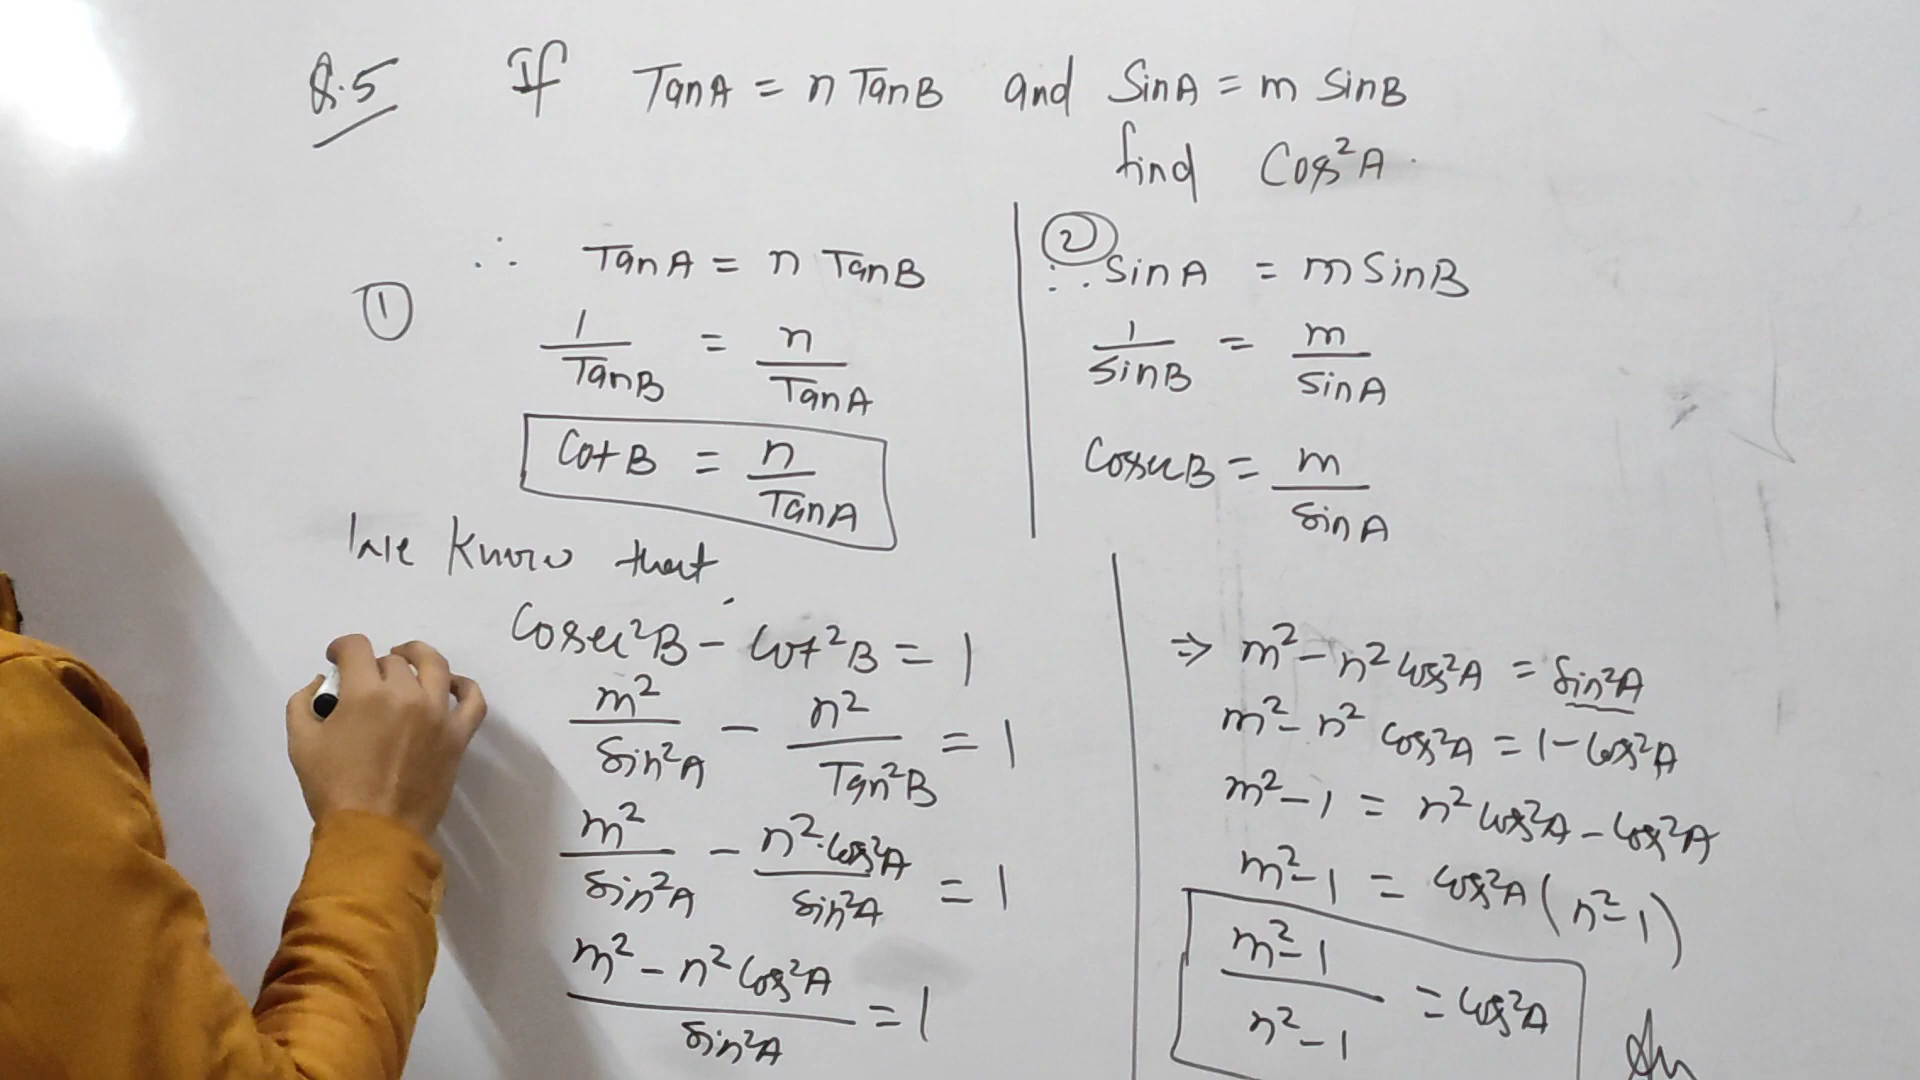 Q.5 If TanA = n TanB and SinA = m SinB
find Cos²A.
① ∴ TanA = n TanB
1/TanB = n/TanA
CotB = n/TanA
② ∴ SinA = m SinB
1/SinB = m/SinA
CosecB = m/SinA
We know that,
Cosec²B - Cot²B = 1
m²/Sin²A - n²/Tan²B = 1
m²/Sin²A - n²·Cos²A/Sin²A = 1
m² - n² Cos²A/Sin²A = 1
⇒ m² - n² Cos²A = Sin²A
m² - n² Cos²A = 1 - Cos²A
m² - 1 = n² Cos²A - Cos²A
m² - 1 = Cos²A (n² - 1)
m² - 1/n² - 1 = Cos²A